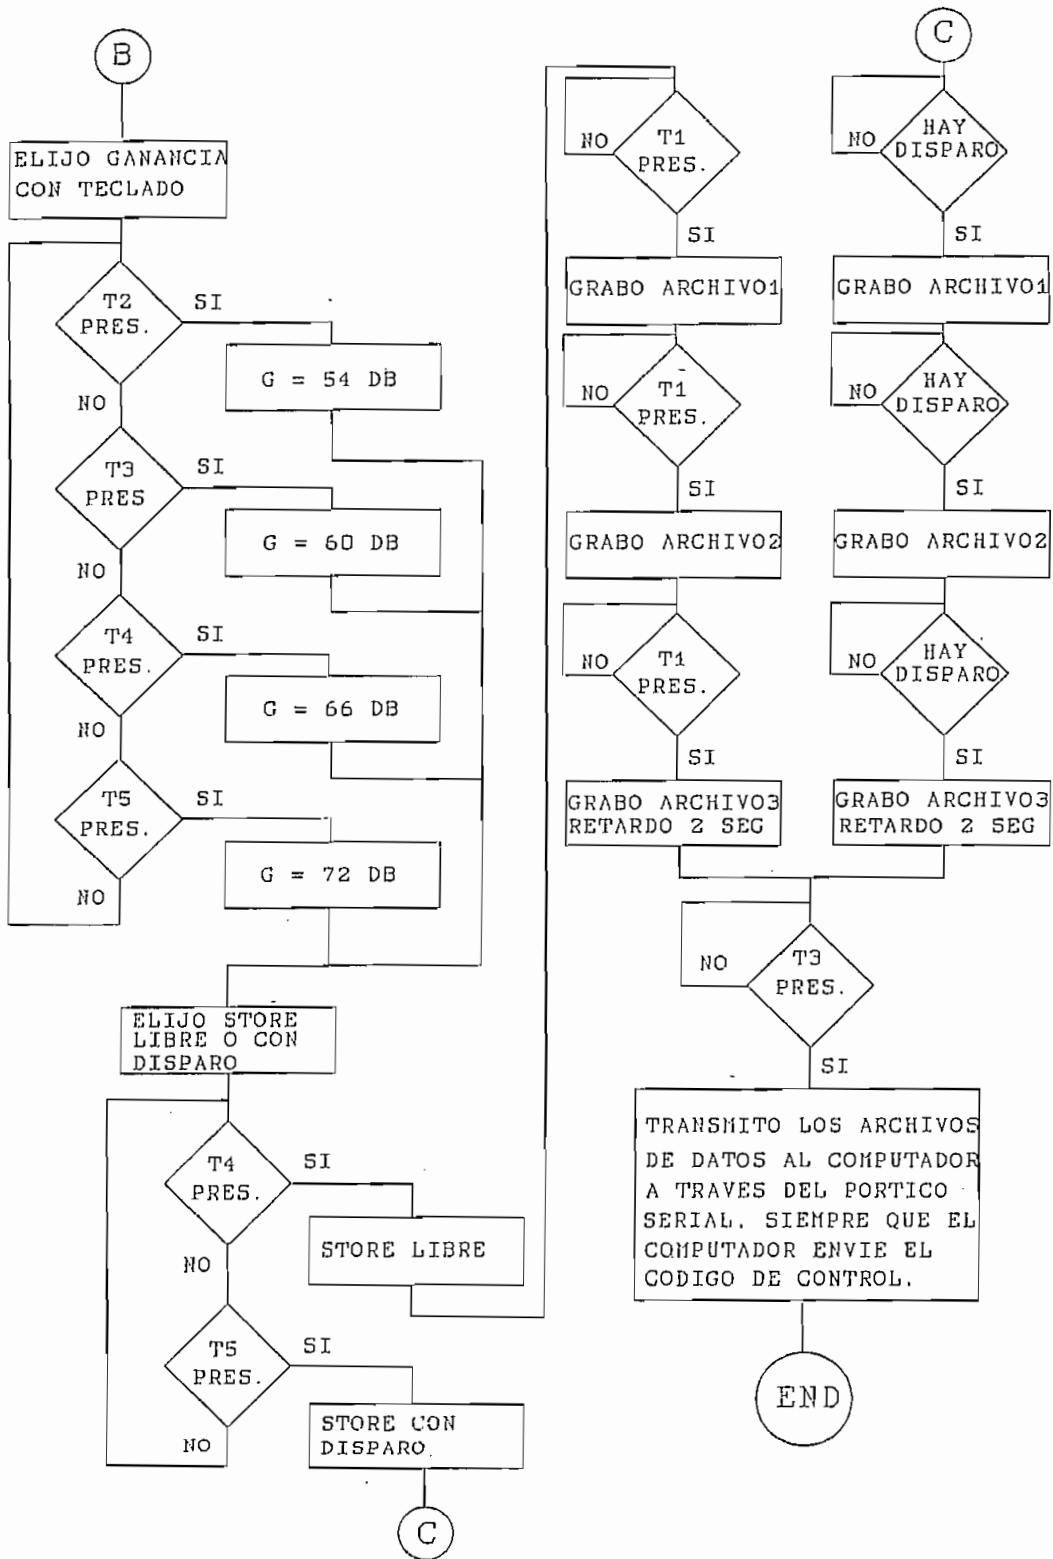 B
ELIJO GANANCIA
CON TECLADO
T2
PRES.
SI
G = 54 DB
NO
T3
PRES
SI
G = 60 DB
NO
T4
PRES.
SI
G = 66 DB
NO
T5
PRES.
SI
G = 72 DB
NO
ELIJO STORE
LIBRE O CON
DISPARO
T4
PRES.
SI
STORE LIBRE
NO
T5
PRES.
SI
STORE CON
DISPARO.
NO
C
T1
PRES.
NO
SI
GRABO ARCHIVO1
T1
PRES.
NO
SI
GRABO ARCHIVO2
T1
PRES.
NO
SI
GRABO ARCHIVO3
RETARDO 2 SEG
C
HAY
DISPARO
NO
SI
GRABO ARCHIVO1
HAY
DISPARO
NO
SI
GRABO ARCHIVO2
HAY
DISPARO
NO
SI
GRABO ARCHIVO3
RETARDO 2 SEG
T3
PRES.
NO
SI
TRANSMITO LOS ARCHIVOS
DE DATOS AL COMPUTADOR
A TRAVES DEL PORTICO
SERIAL. SIEMPRE QUE EL
COMPUTADOR ENVIE EL
CODIGO DE CONTROL.
END